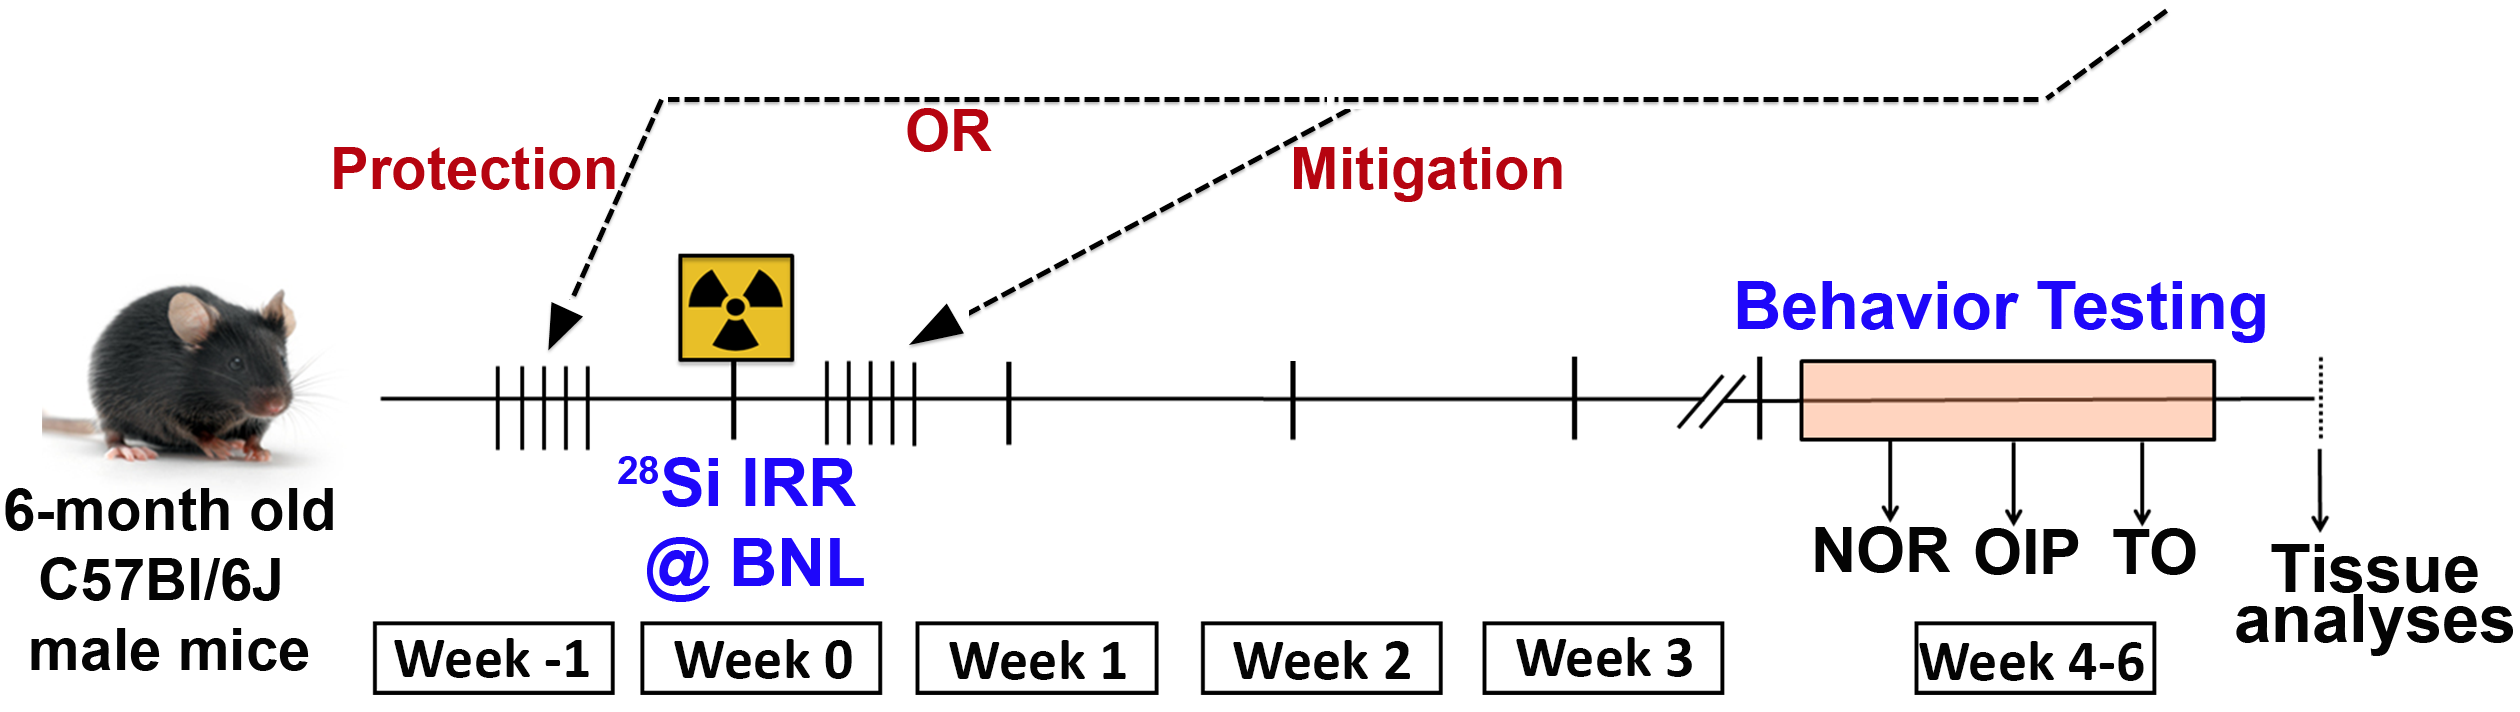 Protection
OR
Mitigation
Behavior Testing
28Si IRR
@ BNL
6-month old
C57Bl/6J
male mice
NOR OIP TO
Tissue
analyses
Week -1
Week 0
Week 1
Week 2
Week 3
Week 4-6